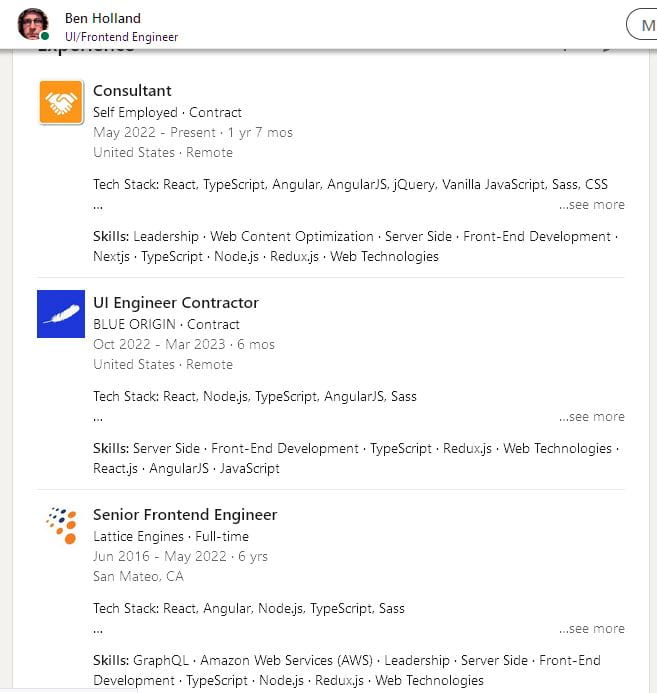 Ben Holland
UI/Frontend Engineer
M
Experience
Consultant
Self Employed · Contract
May 2022 - Present · 1 yr 7 mos
United States · Remote
Tech Stack: React, TypeScript, Angular, AngularJS, jQuery, Vanilla JavaScript, Sass, CSS
...
...see more
Skills: Leadership · Web Content Optimization · Server Side · Front-End Development ·
Nextjs · TypeScript · Node.js · Redux.js · Web Technologies
UI Engineer Contractor
BLUE ORIGIN · Contract
Oct 2022 - Mar 2023 · 6 mos
United States · Remote
Tech Stack: React, Node.js, TypeScript, AngularJS, Sass
...
...see more
Skills: Server Side · Front-End Development · TypeScript · Redux.js · Web Technologies ·
React.js · AngularJS · JavaScript
Senior Frontend Engineer
Lattice Engines · Full-time
Jun 2016 - May 2022 · 6 yrs
San Mateo, CA
Tech Stack: React, Angular, Node.js, TypeScript, Sass
...
...see more
Skills: GraphQL · Amazon Web Services (AWS) · Leadership · Server Side · Front-End
Development · TypeScript · Node.js · Redux.js · Web Technologies